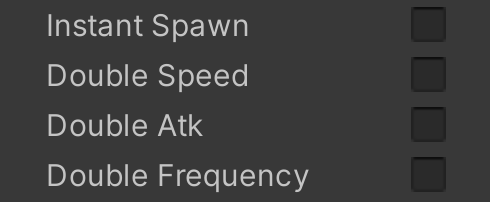 Instant Spawn
Double Speed
Double Atk
Double Frequency